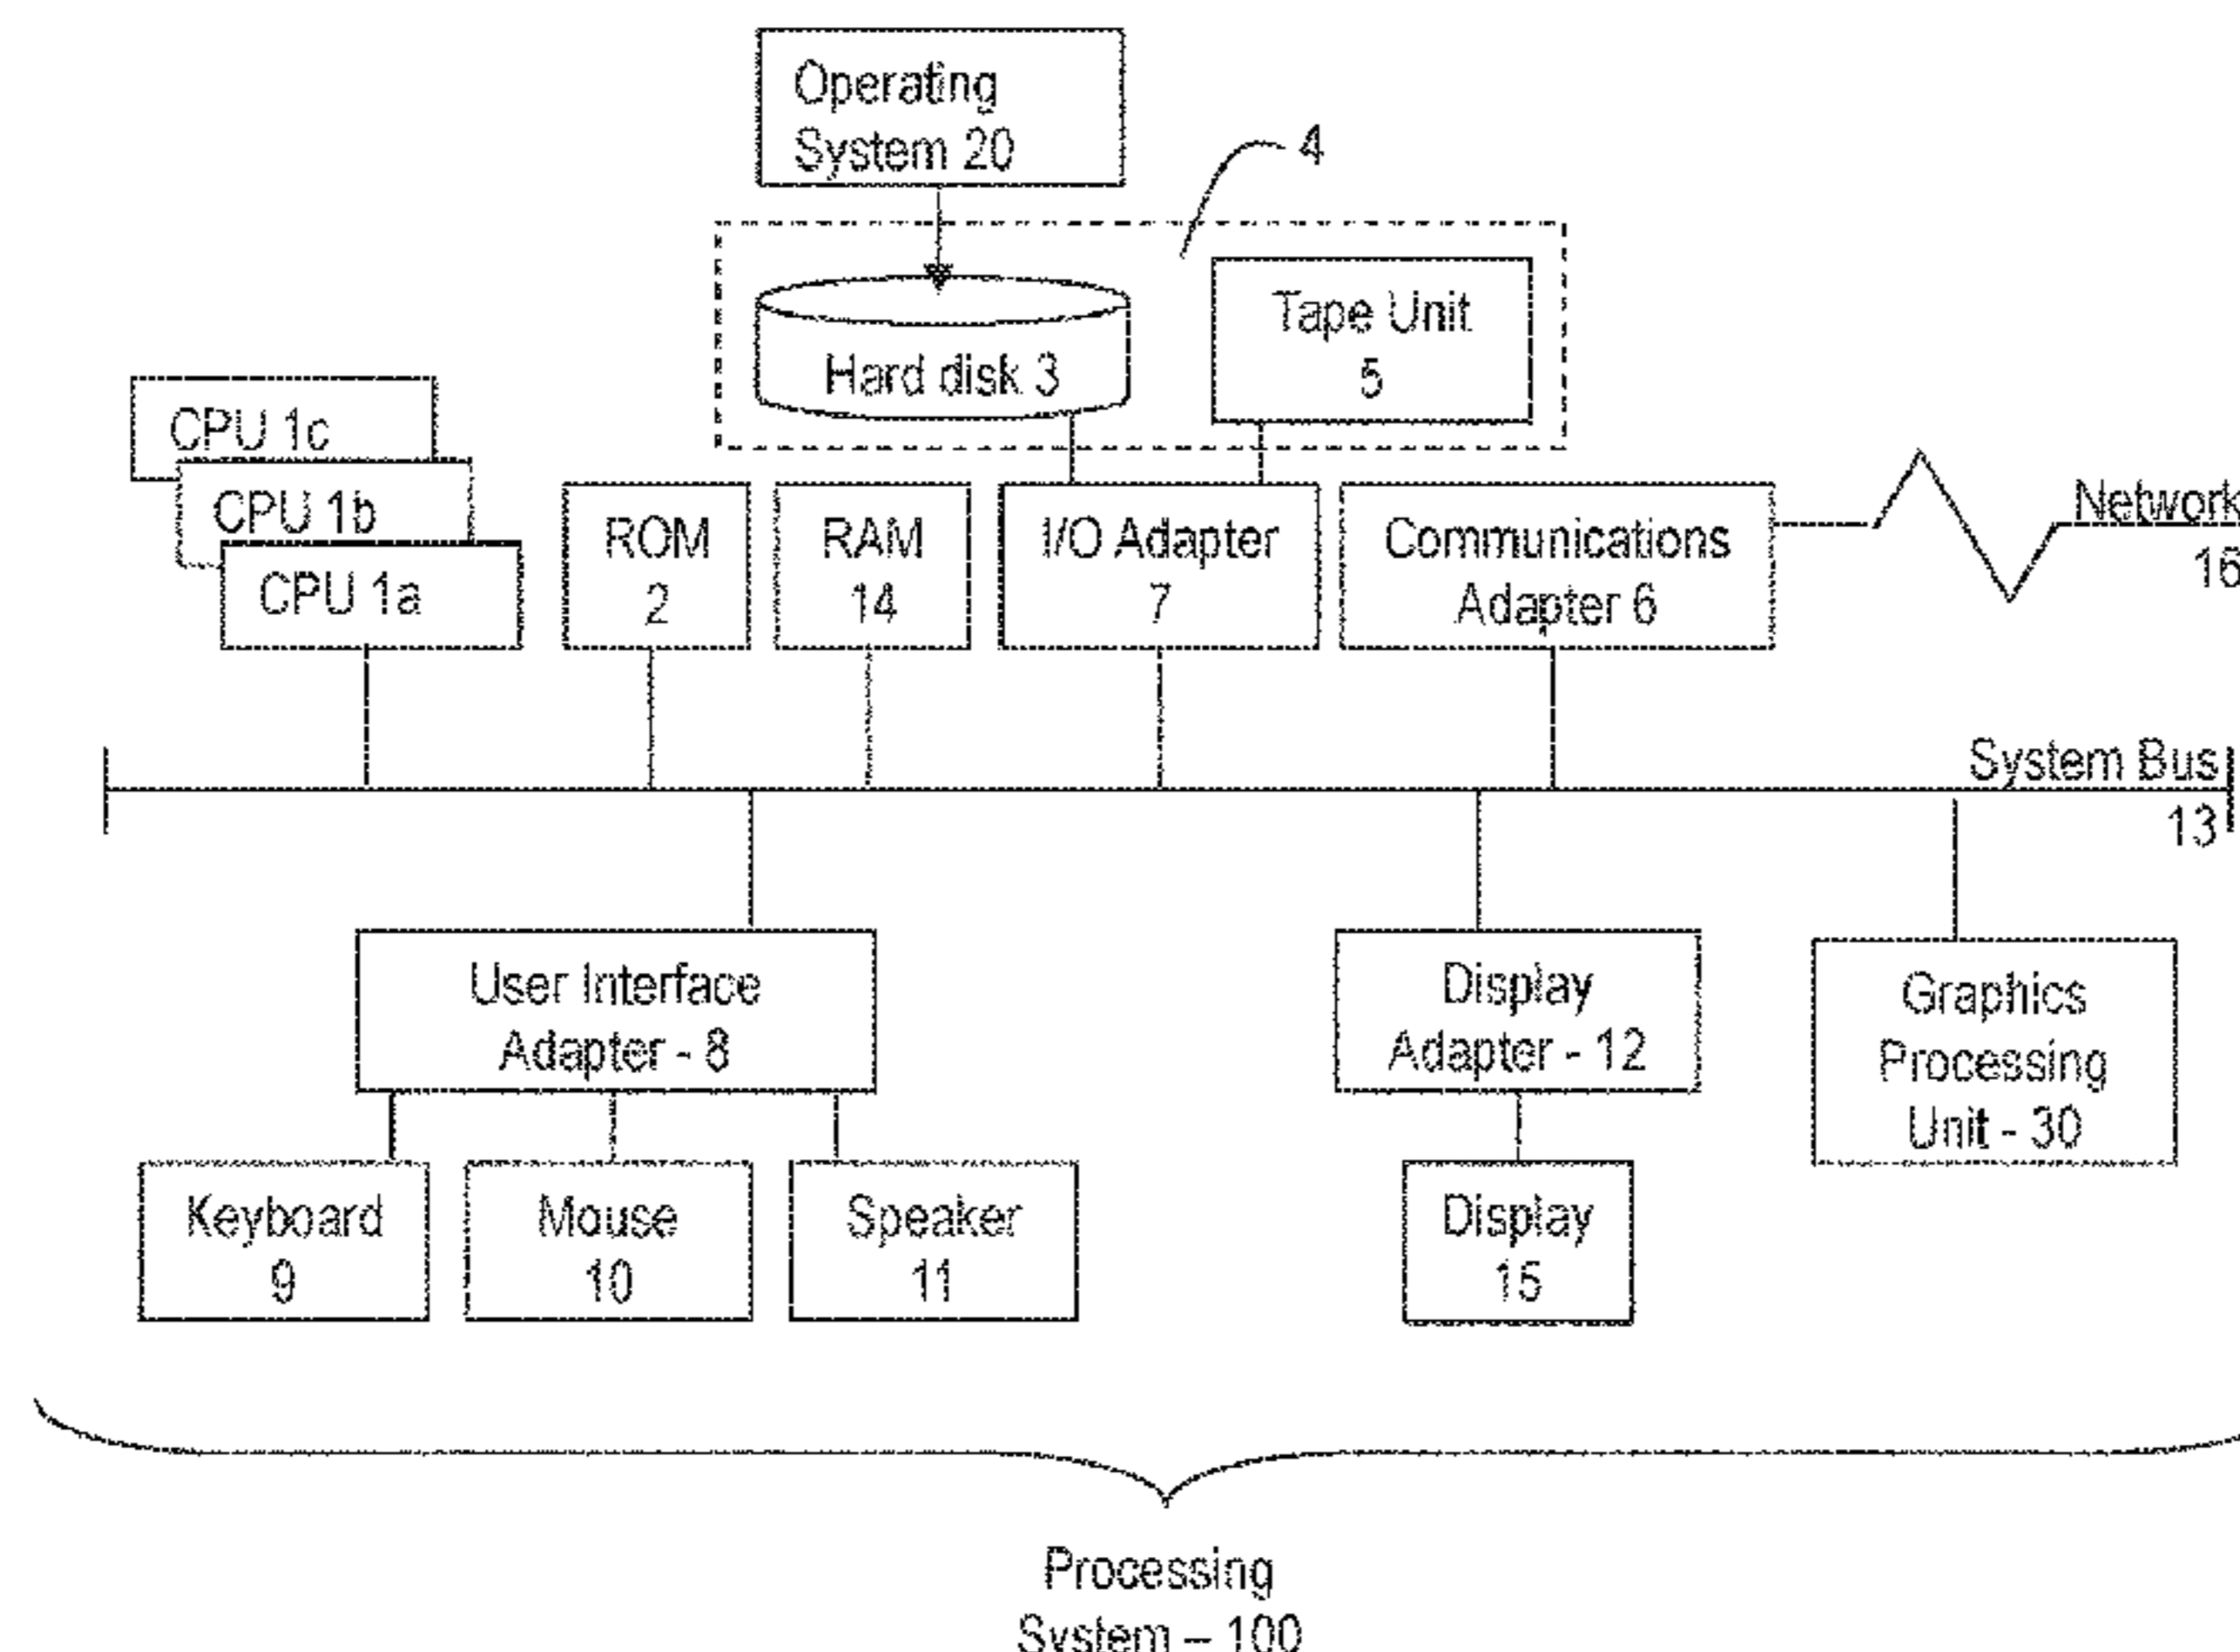 Operating
System 20
4
Hard disk 3
Tape Unit
5
CPU 1c
CPU 1b
CPU 1a
ROM
2
RAM
14
I/O Adapter
7
Communications
Adapter 6
Network
16
System Bus
13
User Interface
Adapter - 8
Display
Adapter - 12
Graphics
Processing
Unit - 30
Keyboard
9
Mouse
10
Speaker
11
Display
15
Processing
System – 100